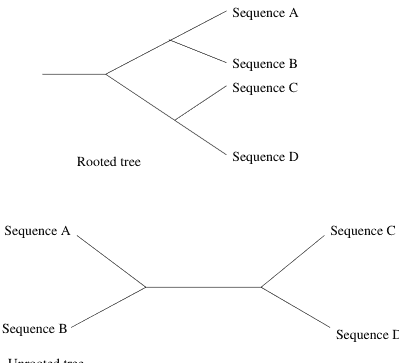 Sequence A
Sequence B
Sequence C
Sequence D
Rooted tree
Sequence A
Sequence C
Sequence B
Sequence D
Unrooted tree